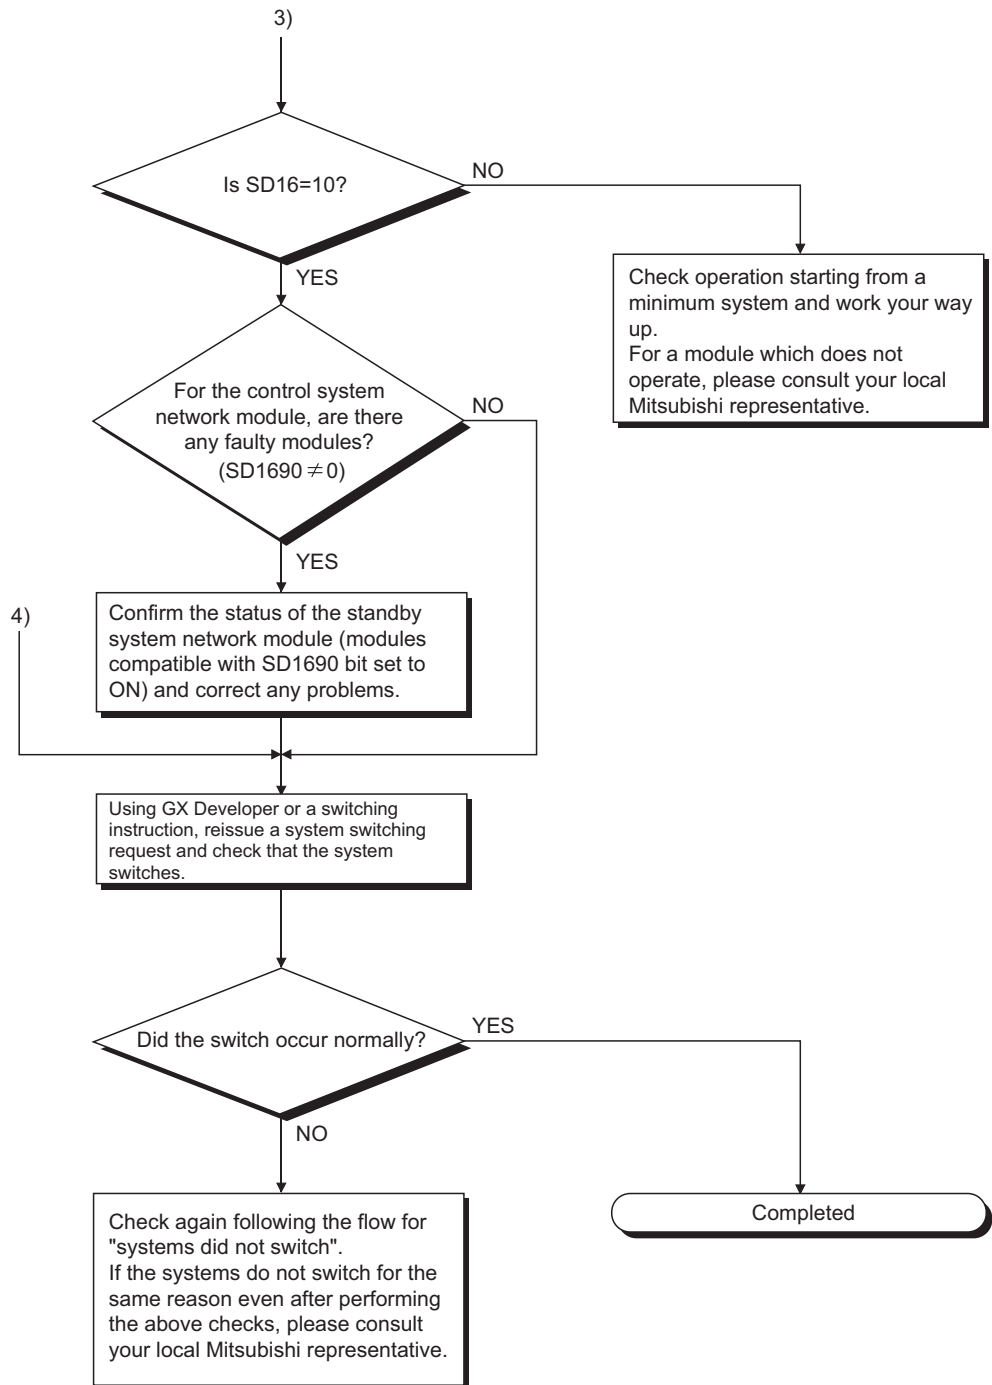 3)
Is SD16=10?
NO
YES
Check operation starting from a
minimum system and work your way
up.
For a module which does not
operate, please consult your local
Mitsubishi representative.
For the control system
network module, are there
any faulty modules?
(SD1690≠0)
NO
YES
4)
Confirm the status of the standby
system network module (modules
compatible with SD1690 bit set to
ON) and correct any problems.
Using GX Developer or a switching
instruction, reissue a system switching
request and check that the system
switches.
Did the switch occur normally?
YES
NO
Check again following the flow for
"systems did not switch".
If the systems do not switch for the
same reason even after performing
the above checks, please consult
your local Mitsubishi representative.
Completed